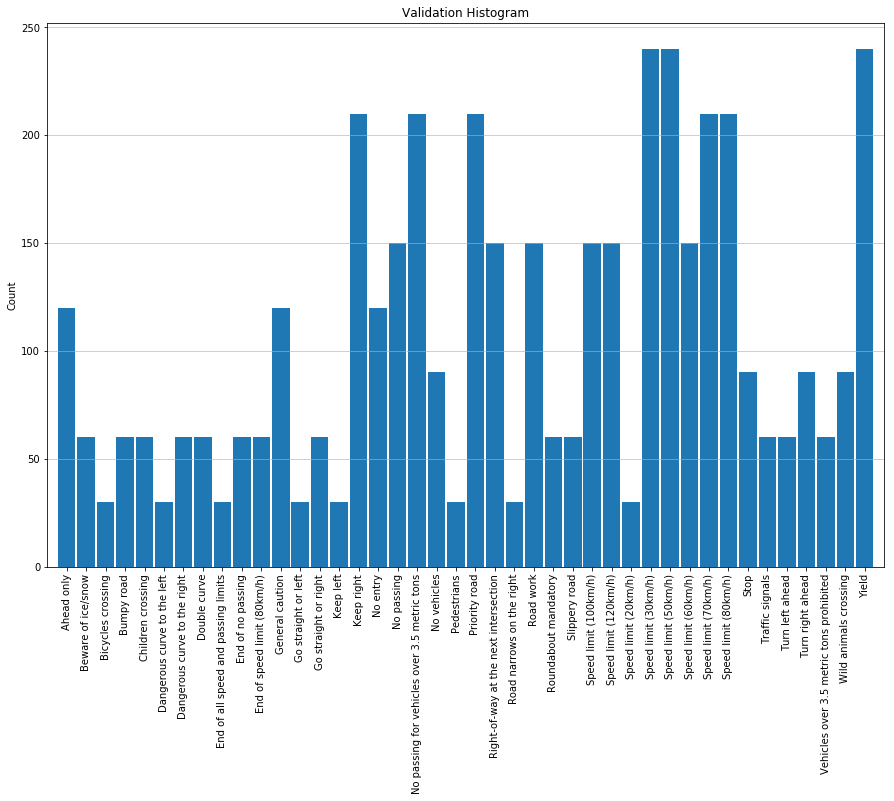 Validation Histogram
250
200
150
100
50
0
Count
Ahead only
Beware of ice/snow
Bicycles crossing
Bumpy road
Children crossing
Dangerous curve to the left
Dangerous curve to the right
Double curve
End of all speed and passing limits
End of no passing
End of speed limit (80km/h)
General caution
Go straight or left
Go straight or right
Keep left
Keep right
No entry
No passing
No passing for vehicles over 3.5 metric tons
No vehicles
Pedestrians
Priority road
Right-of-way at the next intersection
Road narrows on the right
Road work
Roundabout mandatory
Slippery road
Speed limit (100km/h)
Speed limit (120km/h)
Speed limit (20km/h)
Speed limit (30km/h)
Speed limit (50km/h)
Speed limit (60km/h)
Speed limit (70km/h)
Speed limit (80km/h)
Stop
Traffic signals
Turn left ahead
Turn right ahead
Vehicles over 3.5 metric tons prohibited
Wild animals crossing
Yield